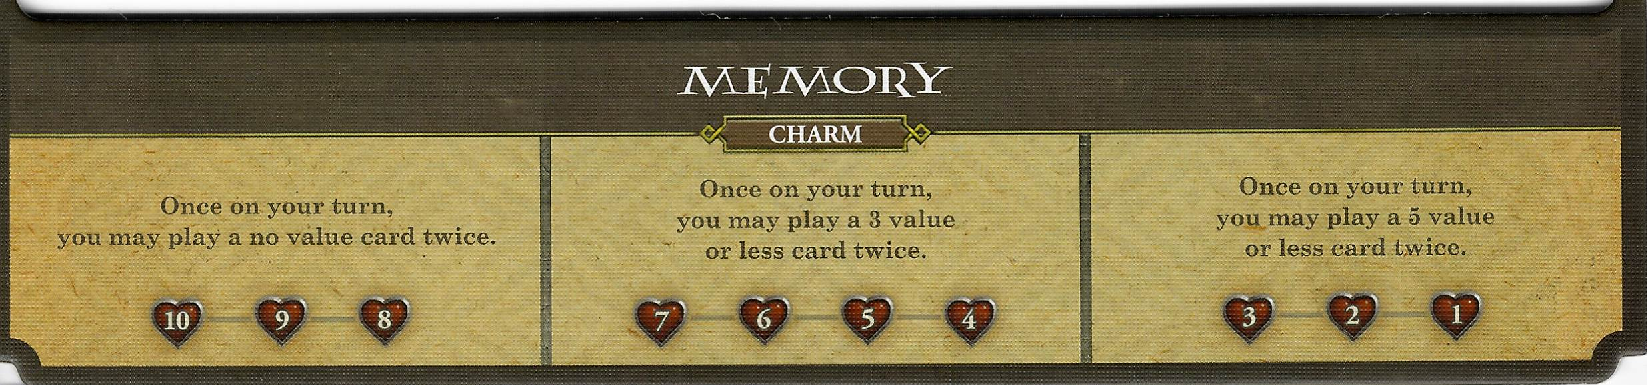 MEMORY
CHARM
Once on your turn,
you may play a no value card twice.
10 9 8
Once on your turn,
you may play a 3 value
or less card twice.
7 6 5 4
Once on your turn,
you may play a 5 value
or less card twice.
3 2 1